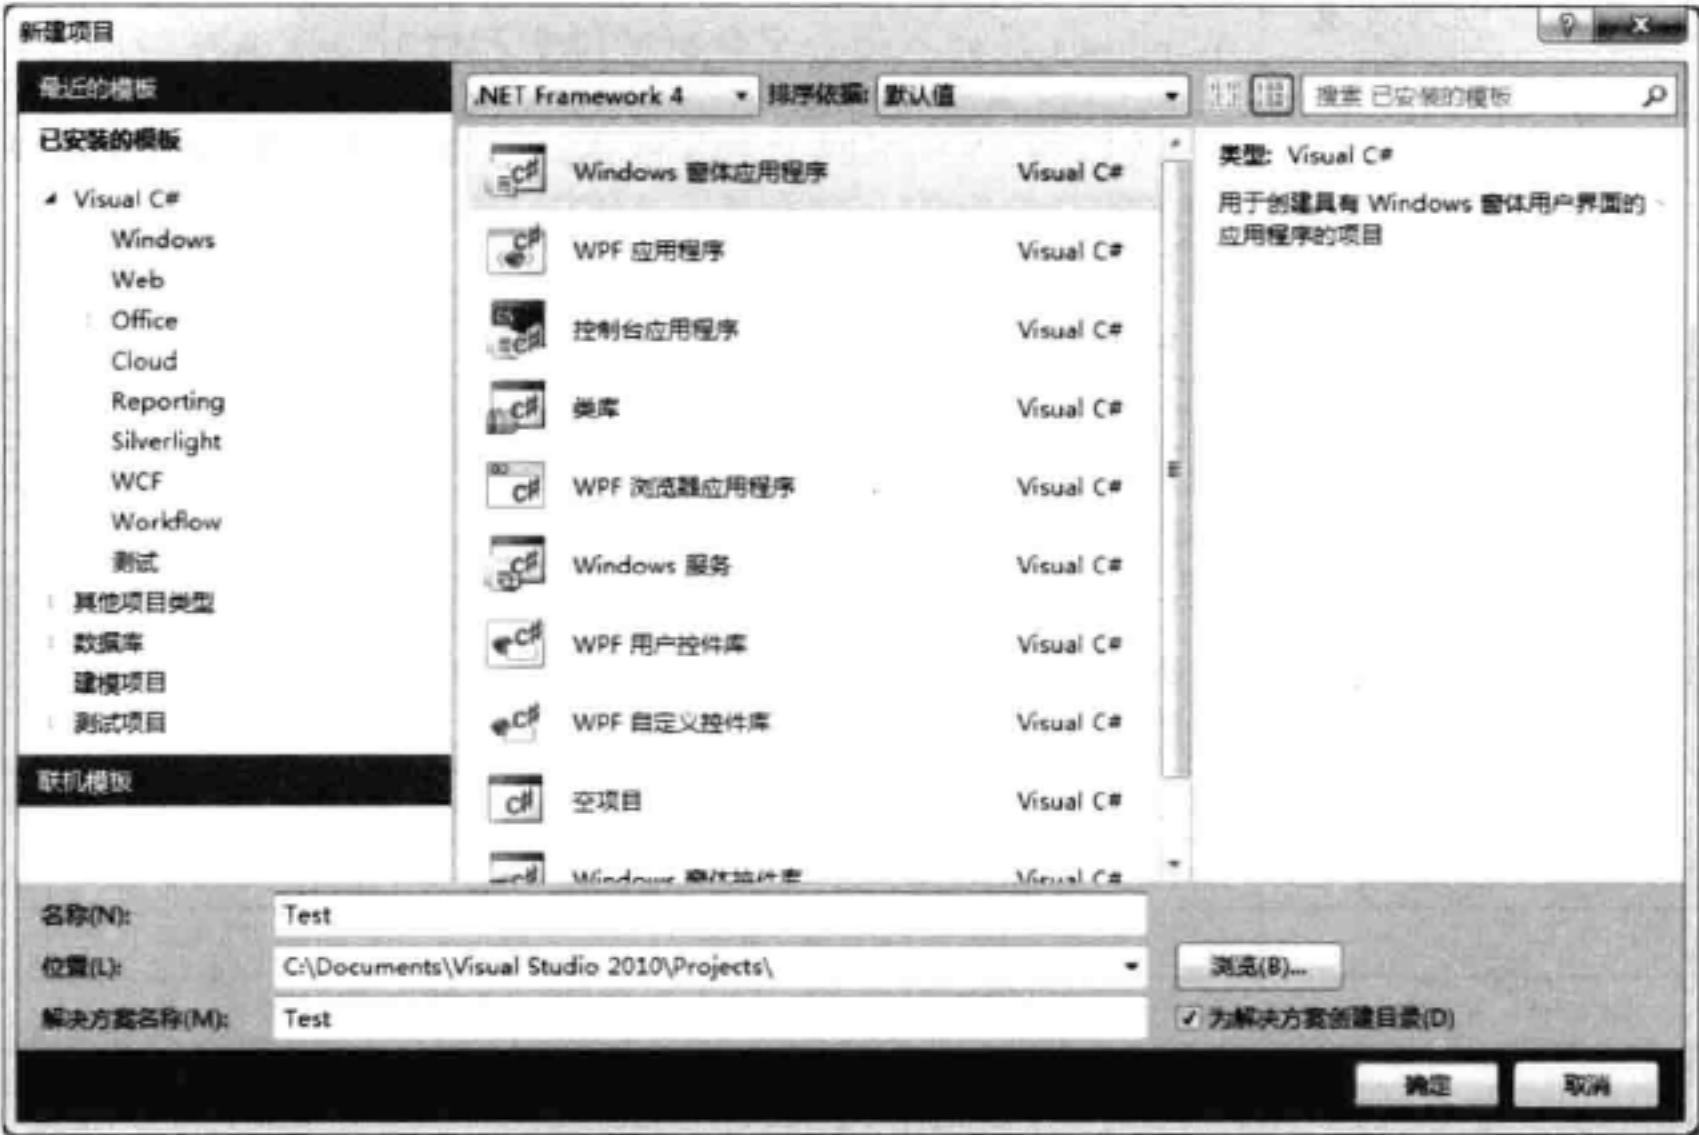 新建项目
最近的模板
已安装的模板
Visual C#
Windows
Web
Office
Cloud
Reporting
Silverlight
WCF
Workflow
测试
其他项目类型
数据库
建模项目
测试项目
联机模板
.NET Framework 4 排序依据: 默认值 搜索 已安装的模板
Windows 窗体应用程序 Visual C#
WPF 应用程序 Visual C#
控制台应用程序 Visual C#
类库 Visual C#
WPF 浏览器应用程序 Visual C#
Windows 服务 Visual C#
WPF 用户控件库 Visual C#
WPF 自定义控件库 Visual C#
空项目 Visual C#
Windows 窗体控件库 Visual C#
类型: Visual C#
用于创建具有 Windows 窗体用户界面的
应用程序的项目
名称(N): Test
位置(L): C:\Documents\Visual Studio 2010\Projects\ 浏览(B)...
解决方案名称(M): Test 为解决方案创建目录(D)
确定 取消